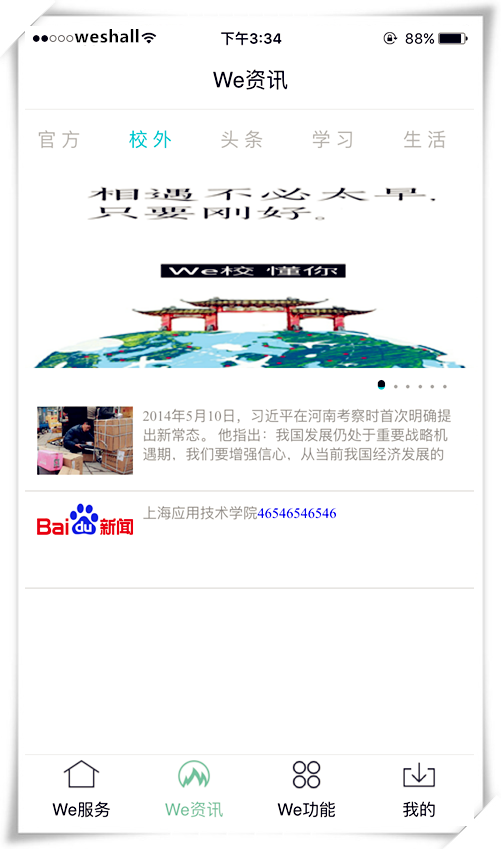 weshall 下午3:34 88%
We资讯
官方 校外 头条 学习 生活
相遇不必太早,
只要刚好。
We校 懂你
2014年5月10日，习近平在河南考察时首次明确提
出新常态。 他指出：我国发展仍处于重要战略机
遇期，我们要增强信心，从当前我国经济发展的
Bai du 新闻
上海应用技术学院46546546546
We服务 We资讯 We功能 我的